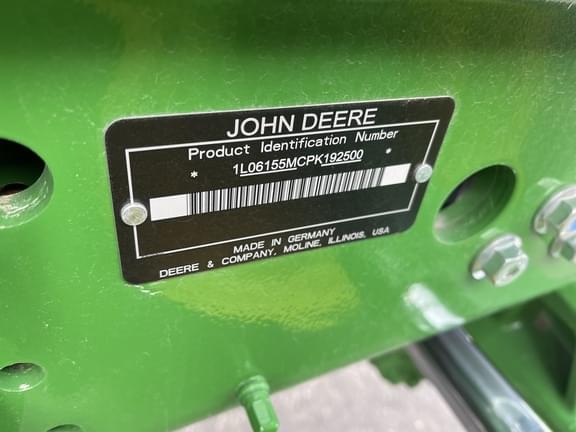 JOHN DEERE
Product Identification Number
* 1L06155MCPK192500 *
MADE IN GERMANY
DEERE & COMPANY, MOLINE, ILLINOIS, USA